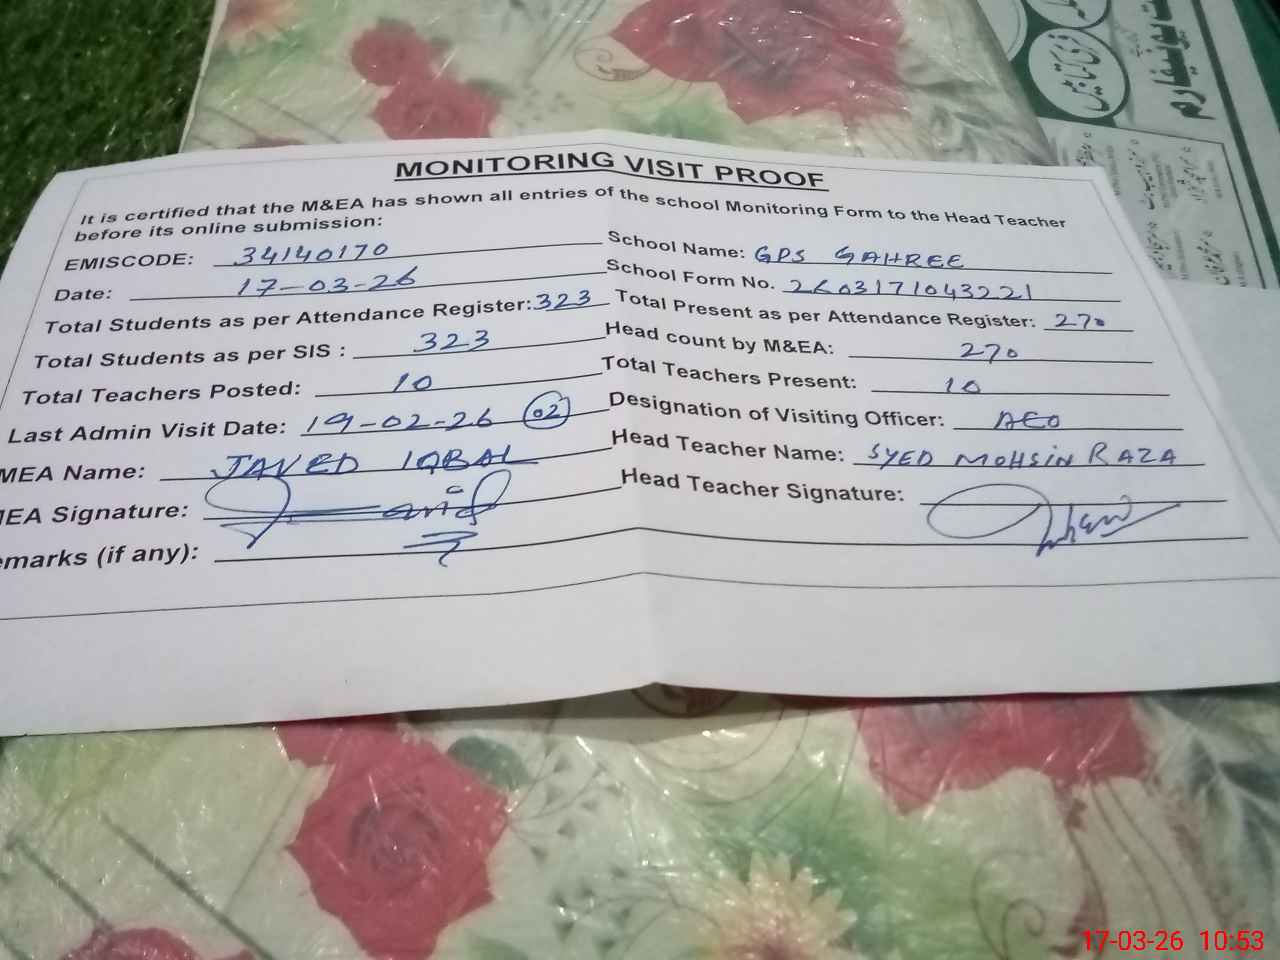 MONITORING VISIT PROOF
It is certified that the M&EA has shown all entries of the school Monitoring Form to the Head Teacher
before its online submission:
EMISCODE: 34140170 School Name: GPS GAHREE
Date: 17-03-26 School Form No. 2603171043221
Total Students as per Attendance Register: 323 Total Present as per Attendance Register: 270
Total Students as per SIS : 323 Head count by M&EA: 270
Total Teachers Posted: 10 Total Teachers Present: 10
Last Admin Visit Date: 19-02-26 02 Designation of Visiting Officer: AEO
MEA Name: JAVED IQBAL Head Teacher Name: SYED MOHSIN RAZA
MEA Signature: Head Teacher Signature:
emarks (if any):
17-03-26 10:53